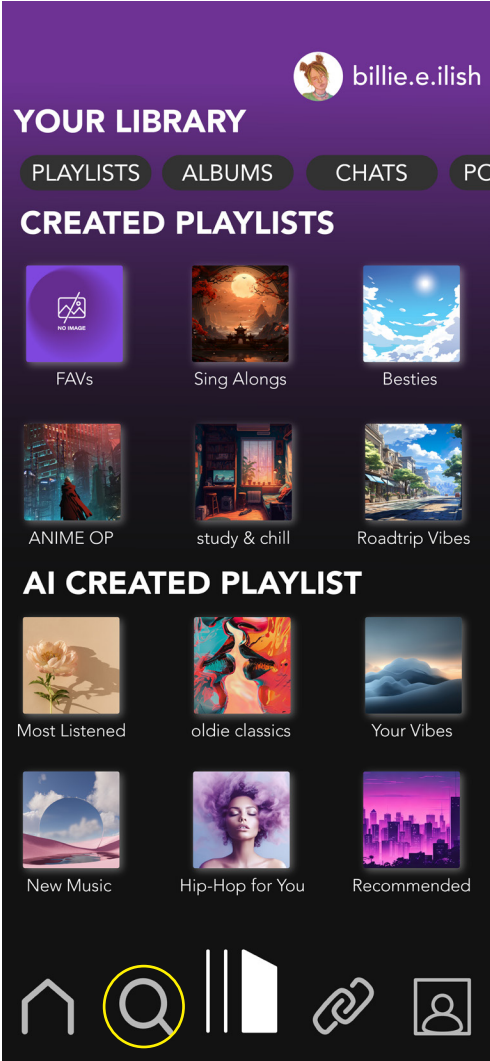 billie.e.ilish
YOUR LIBRARY
PLAYLISTS ALBUMS CHATS PO
CREATED PLAYLISTS
NO IMAGE
FAVs Sing Alongs Besties
ANIME OP study & chill Roadtrip Vibes
AI CREATED PLAYLIST
Most Listened oldie classics Your Vibes
New Music Hip-Hop for You Recommended